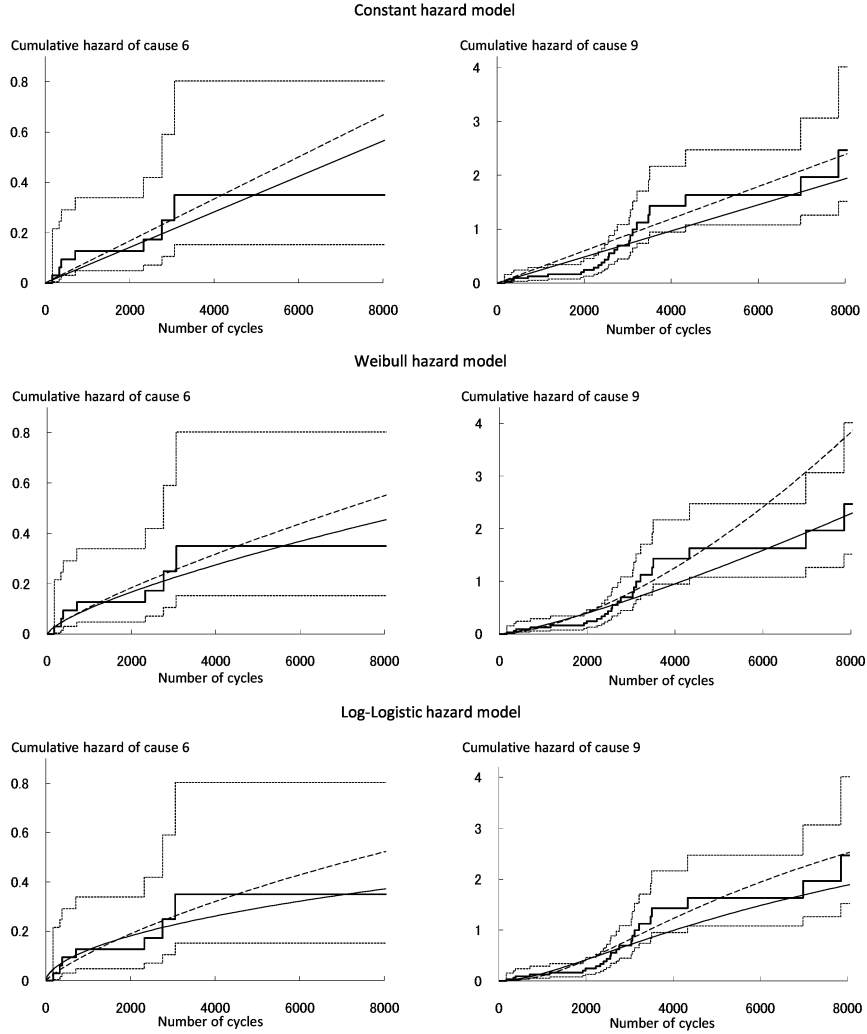 Constant hazard model
Cumulative hazard of cause 6
Cumulative hazard of cause 9
0.8
0.6
0.4
0.2
0
0 2000 4000 6000 8000
Number of cycles
4
3
2
1
0
0 2000 4000 6000 8000
Number of cycles
Weibull hazard model
Cumulative hazard of cause 6
Cumulative hazard of cause 9
0.8
0.6
0.4
0.2
0
0 2000 4000 6000 8000
Number of cycles
4
3
2
1
0
0 2000 4000 6000 8000
Number of cycles
Log-Logistic hazard model
Cumulative hazard of cause 6
Cumulative hazard of cause 9
0.8
0.6
0.4
0.2
0
0 2000 4000 6000 8000
Number of cycles
4
3
2
1
0
0 2000 4000 6000 8000
Number of cycles